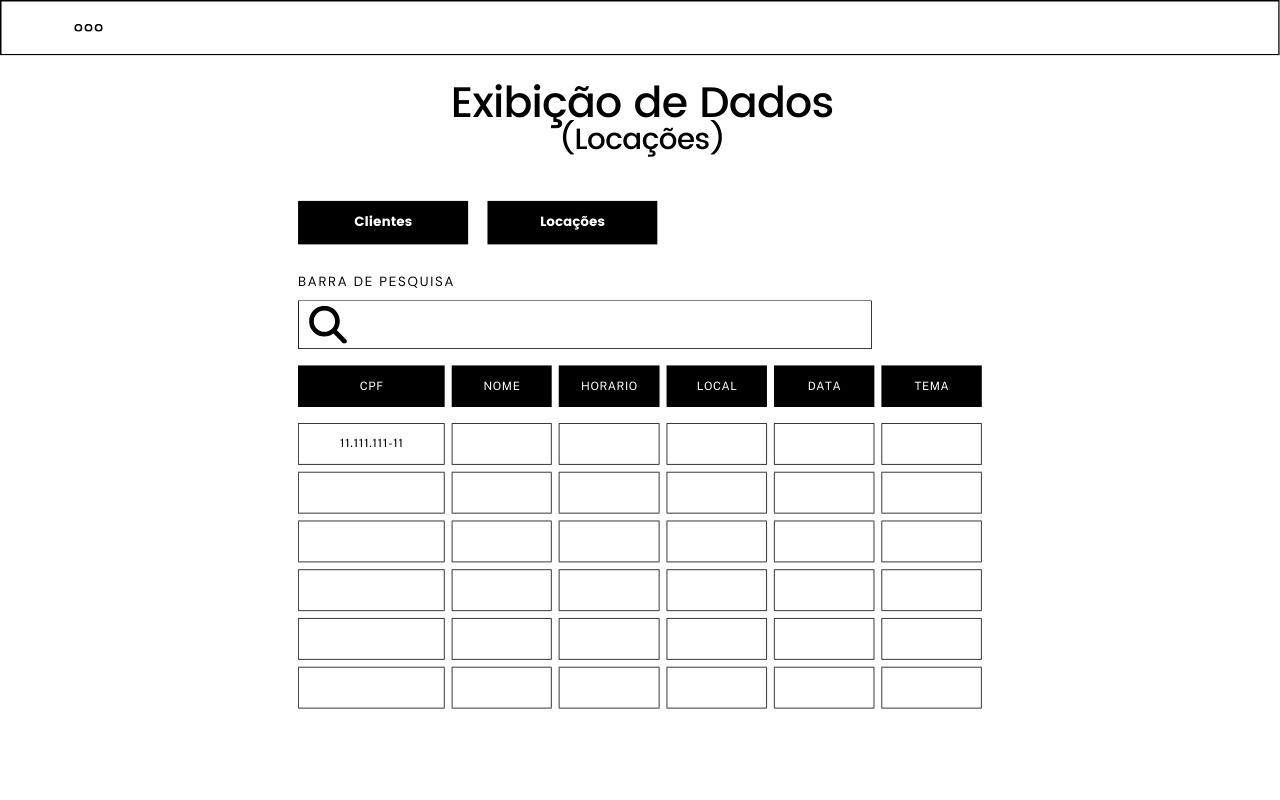 Exibição de Dados
(Locações)
Clientes Locações
BARRA DE PESQUISA
CPF NOME HORARIO LOCAL DATA TEMA
11.111.111-11